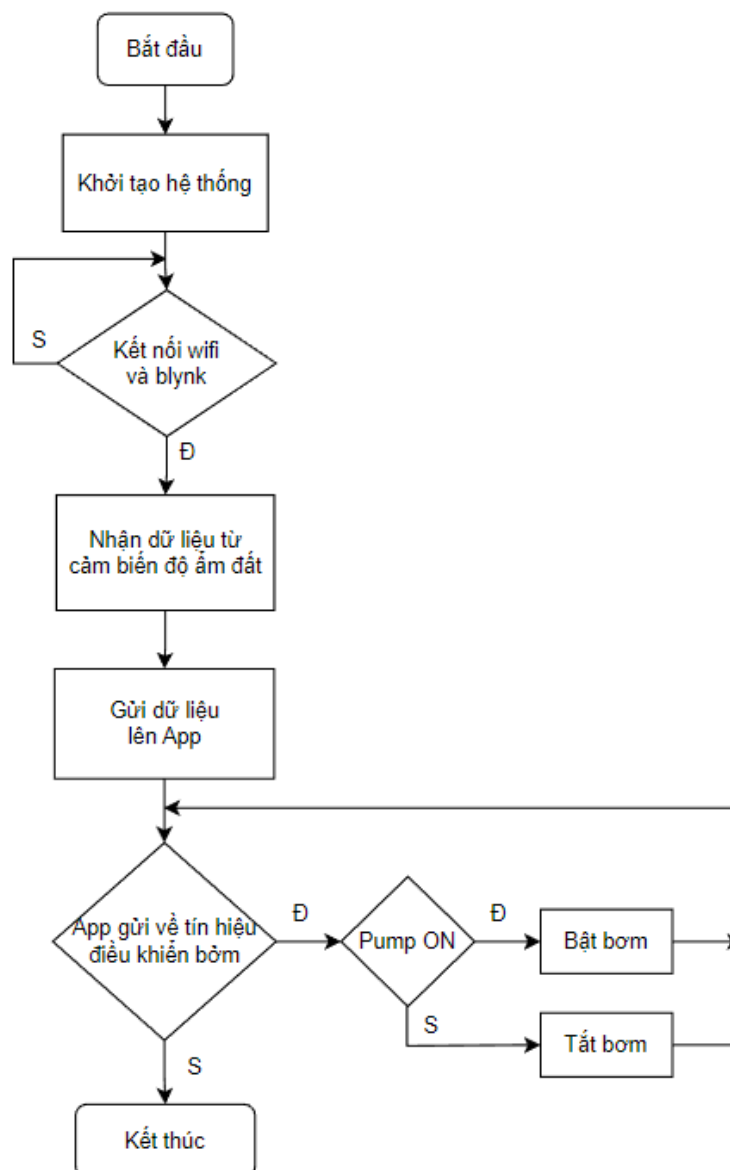 Bắt đầu
Khởi tạo hệ thống
S
Kết nối wifi
và blynk
Đ
Nhận dữ liệu từ
cảm biến độ ẩm đất
Gửi dữ liệu
lên App
App gửi về tín hiệu
điều khiển bởm
Đ
Pump ON
Đ
Bật bơm
S
Tắt bơm
S
Kết thúc